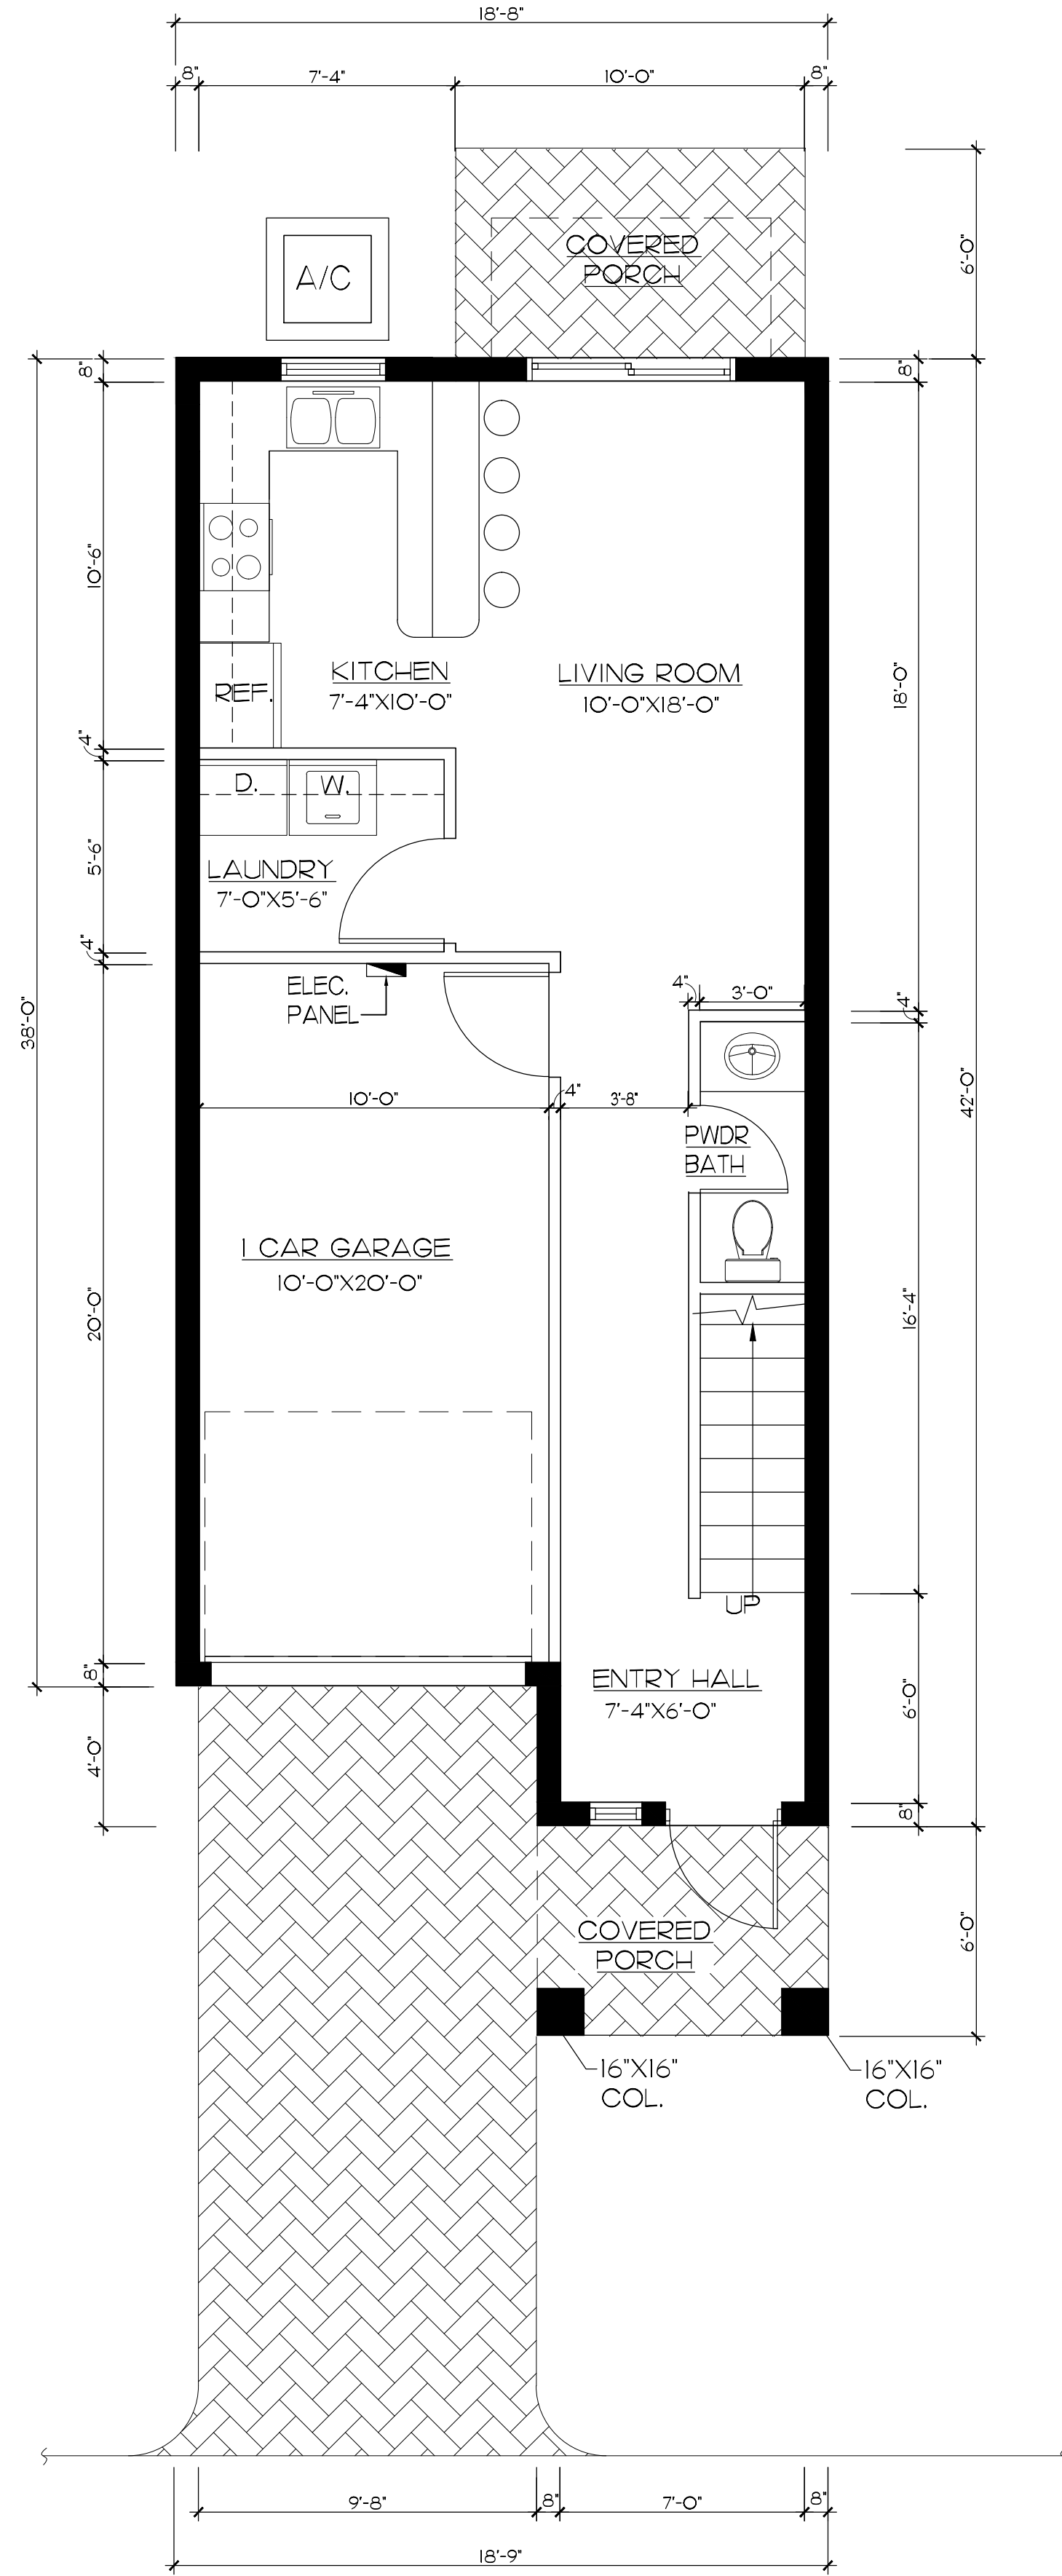 18'-8"
8"
7'-4"
10'-0"
8"
COVERED
PORCH
6'-0"
A/C
8"
8"
10'-6"
KITCHEN
7'-4"X10'-0"
LIVING ROOM
10'-0"X18'-0"
18'-0"
REF.
4"
D.
W.
5'-6"
LAUNDRY
7'-0"X5'-6"
4"
ELEC.
PANEL
4"
3'-0"
4"
38'-0"
42'-0"
10'-0"
4"
3'-8"
PWDR
BATH
1 CAR GARAGE
10'-0"X20'-0"
20'-0"
16'-4"
UP
8"
ENTRY HALL
7'-4"X6'-0"
6'-0"
4'-0"
8"
COVERED
PORCH
6'-0"
16"X16"
COL.
16"X16"
COL.
9'-8"
8"
7'-0"
8"
18'-9"